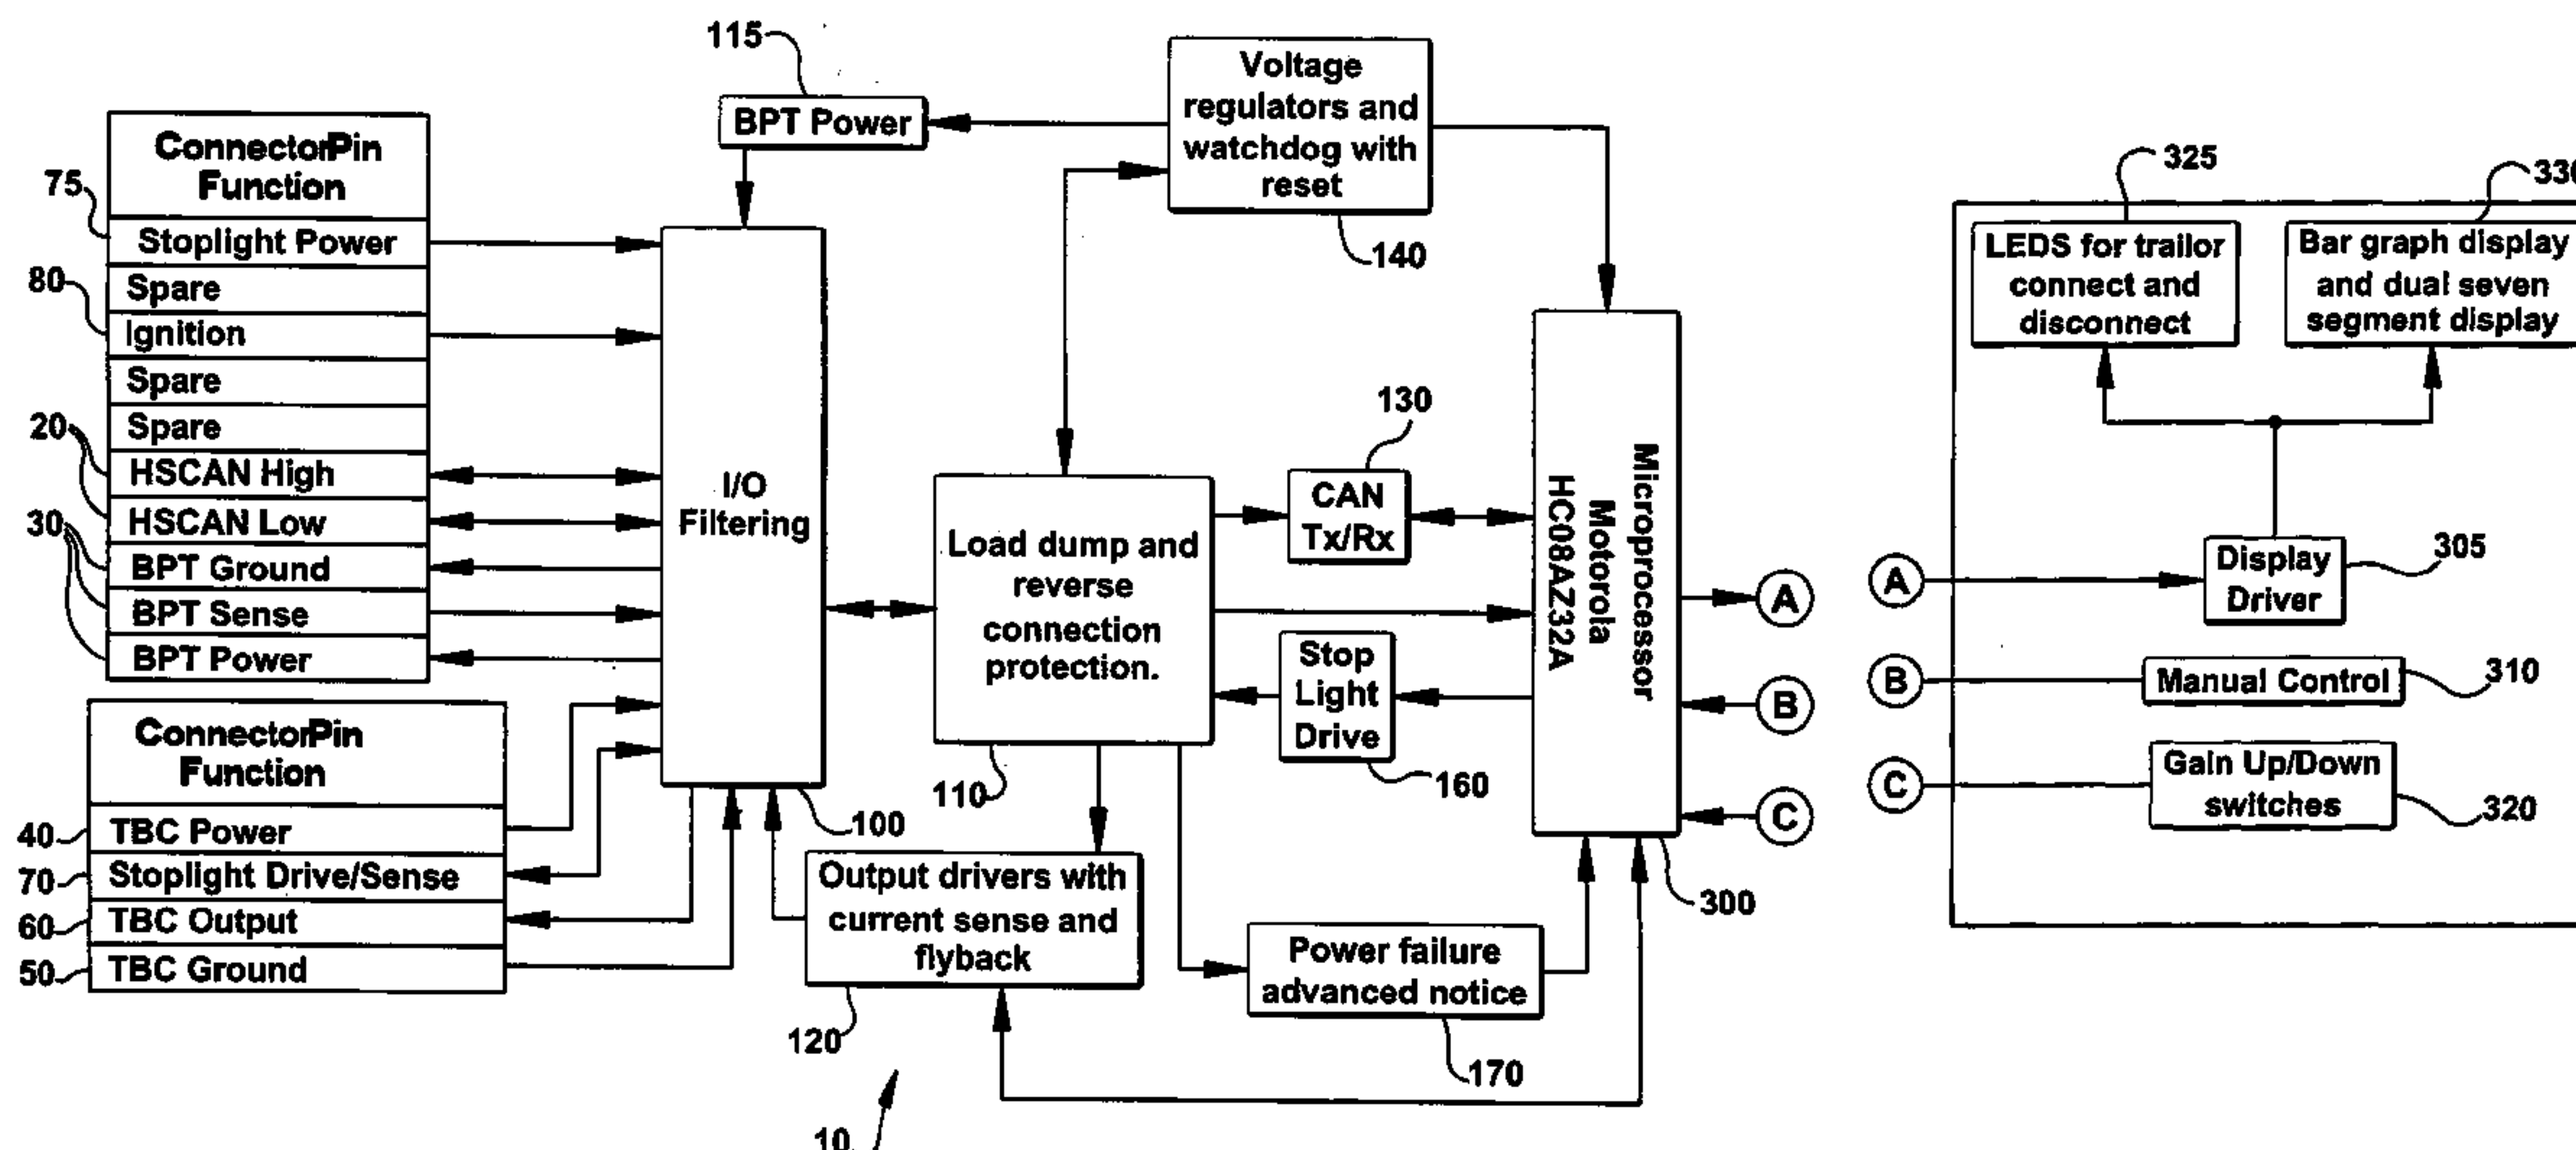 115
BPT Power
Voltage
regulators and
watchdog with
reset
140
ConnectorPin
Function
75
Stoplight Power
Spare
80
Ignition
Spare
Spare
20
HSCAN High
HSCAN Low
30
BPT Ground
BPT Sense
BPT Power
ConnectorPin
Function
40
TBC Power
70
Stoplight Drive/Sense
60
TBC Output
50
TBC Ground
I/O
Filtering
100
Load dump and
reverse
connection
protection.
110
Output drivers with
current sense and
flyback
120
10
130
CAN
Tx/Rx
Stop
Light
Drive
160
Power failure
advanced notice
170
Microprocessor
Motorola
HC08AZ32A
300
A
B
C
325
LEDS for trailor
connect and
disconnect
330
Bar graph display
and dual seven
segment display
A
Display
Driver
305
B
Manual Control
310
C
Gain Up/Down
switches
320